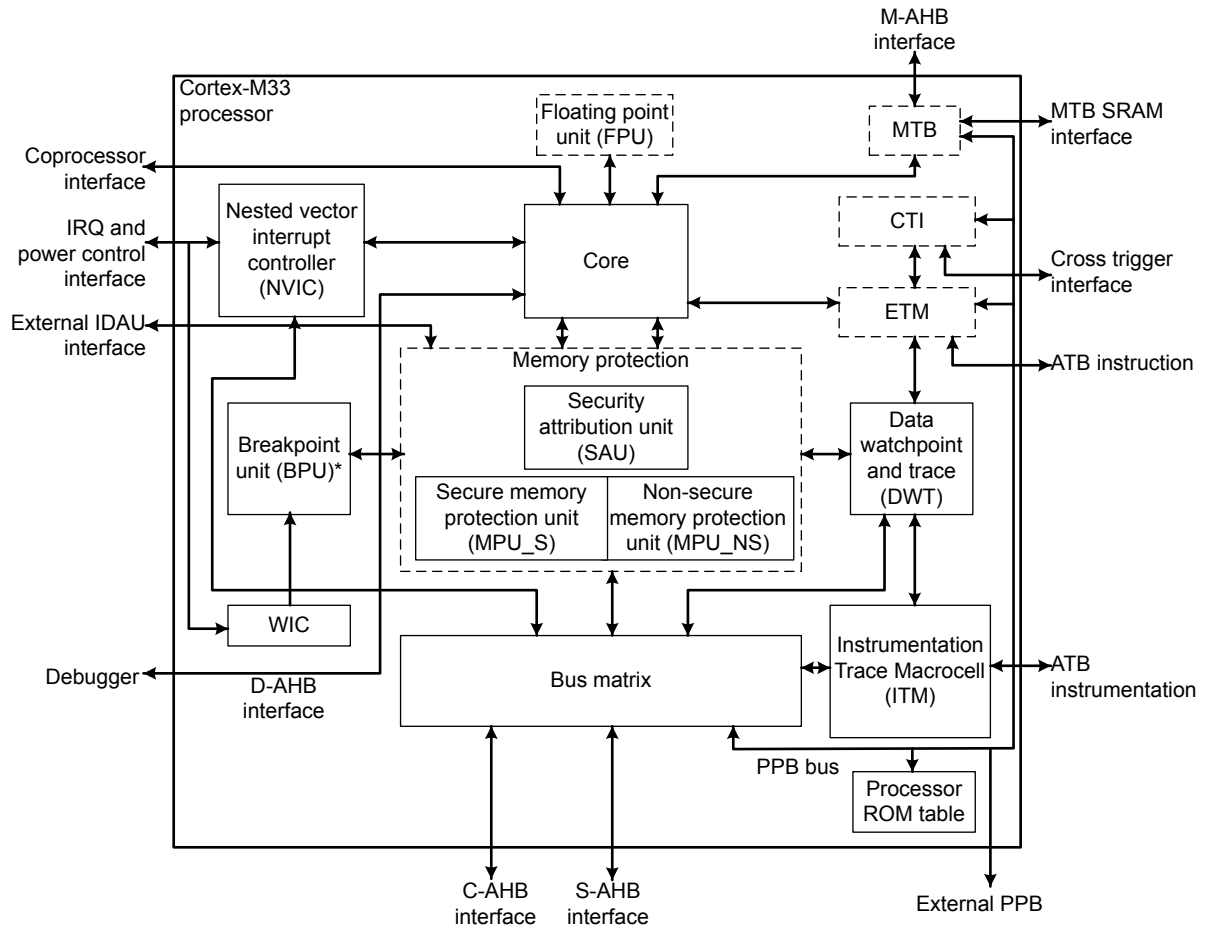 M-AHB
interface
Cortex-M33
processor
Floating point
unit (FPU)
MTB
MTB SRAM
interface
Coprocessor
interface
Nested vector
interrupt
controller
(NVIC)
IRQ and
power control
interface
Core
CTI
Cross trigger
interface
ETM
External IDAU
interface
Memory protection
ATB instruction
Security
attribution unit
(SAU)
Breakpoint
unit (BPU)*
Data
watchpoint
and trace
(DWT)
Secure memory
protection unit
(MPU_S)
Non-secure
memory protection
unit (MPU_NS)
WIC
Bus matrix
Instrumentation
Trace Macrocell
(ITM)
ATB
instrumentation
Debugger
D-AHB
interface
PPB bus
Processor
ROM table
C-AHB
interface
S-AHB
interface
External PPB